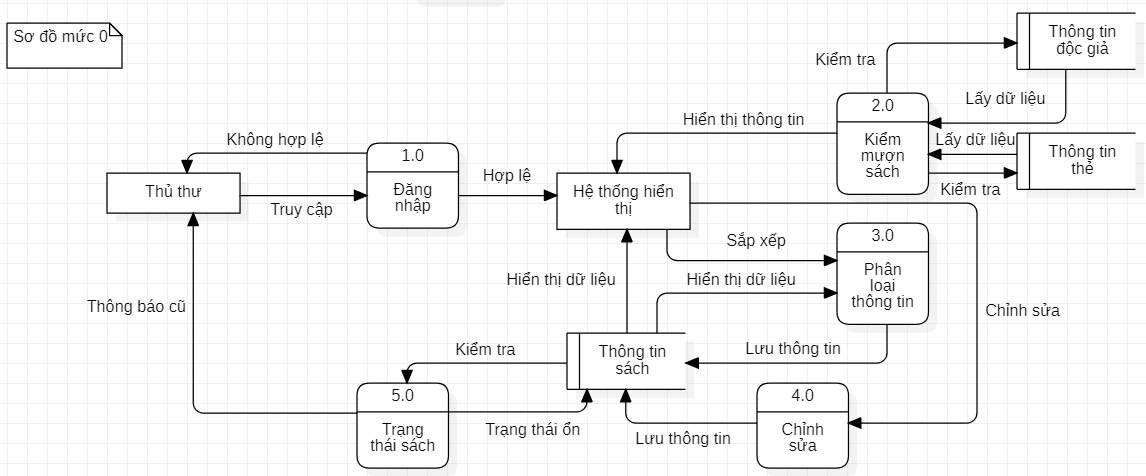 Sơ đồ mức 0
Thông tin
độc giả
Kiểm tra
Lấy dữ liệu
2.0
Kiểm
mượn
sách
Hiển thị thông tin
Lấy dữ liệu
Thông tin
thẻ
Kiểm tra
Không hợp lệ
1.0
Đăng
nhập
Thủ thư
Truy cập
Hợp lệ
Hệ thống hiển
thị
Sắp xếp
3.0
Phân
loại
thông tin
Hiển thị dữ liệu
Hiển thị dữ liệu
Thông báo cũ
Chỉnh sửa
Kiểm tra
Thông tin
sách
Lưu thông tin
5.0
Trạng
thái sách
Trạng thái ổn
4.0
Chỉnh
sửa
Lưu thông tin